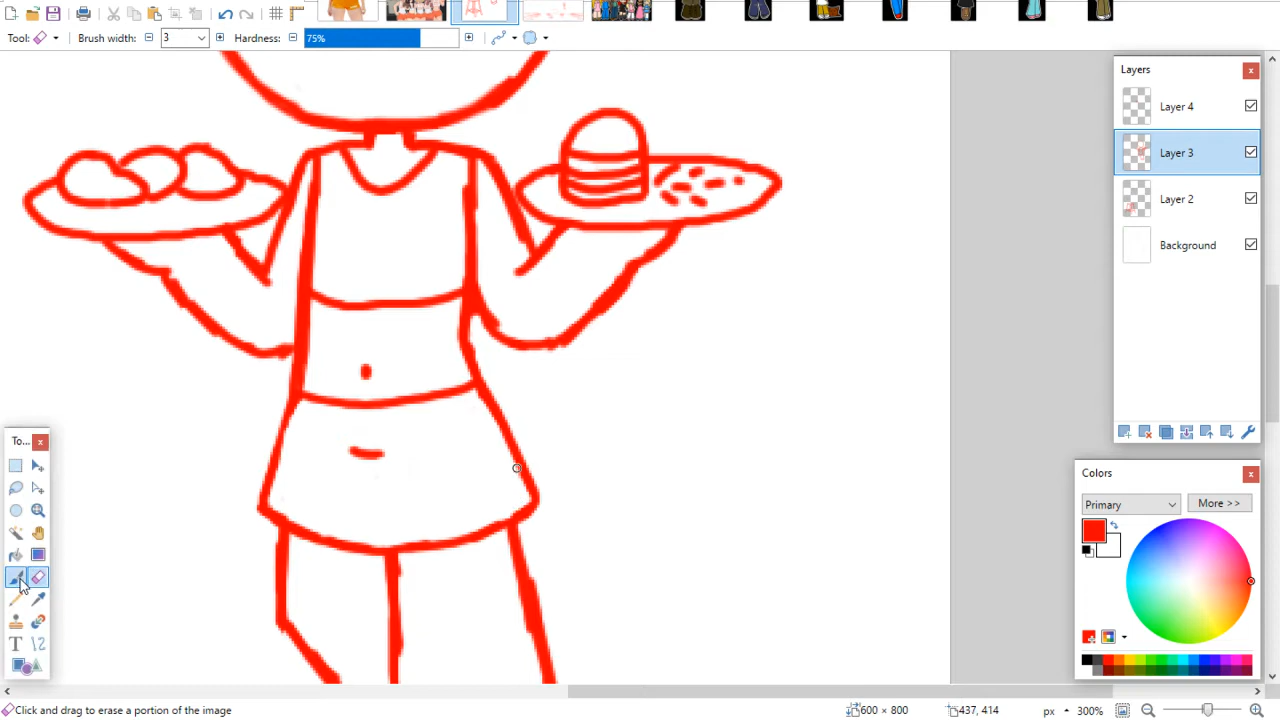 Tool:
Brush width: 3
Hardness: 75%
Layers
Layer 4
Layer 3
Layer 2
Background
To...
Colors
Primary
More >>
Click and drag to erase a portion of the image
600 × 800
437, 414
px
300%